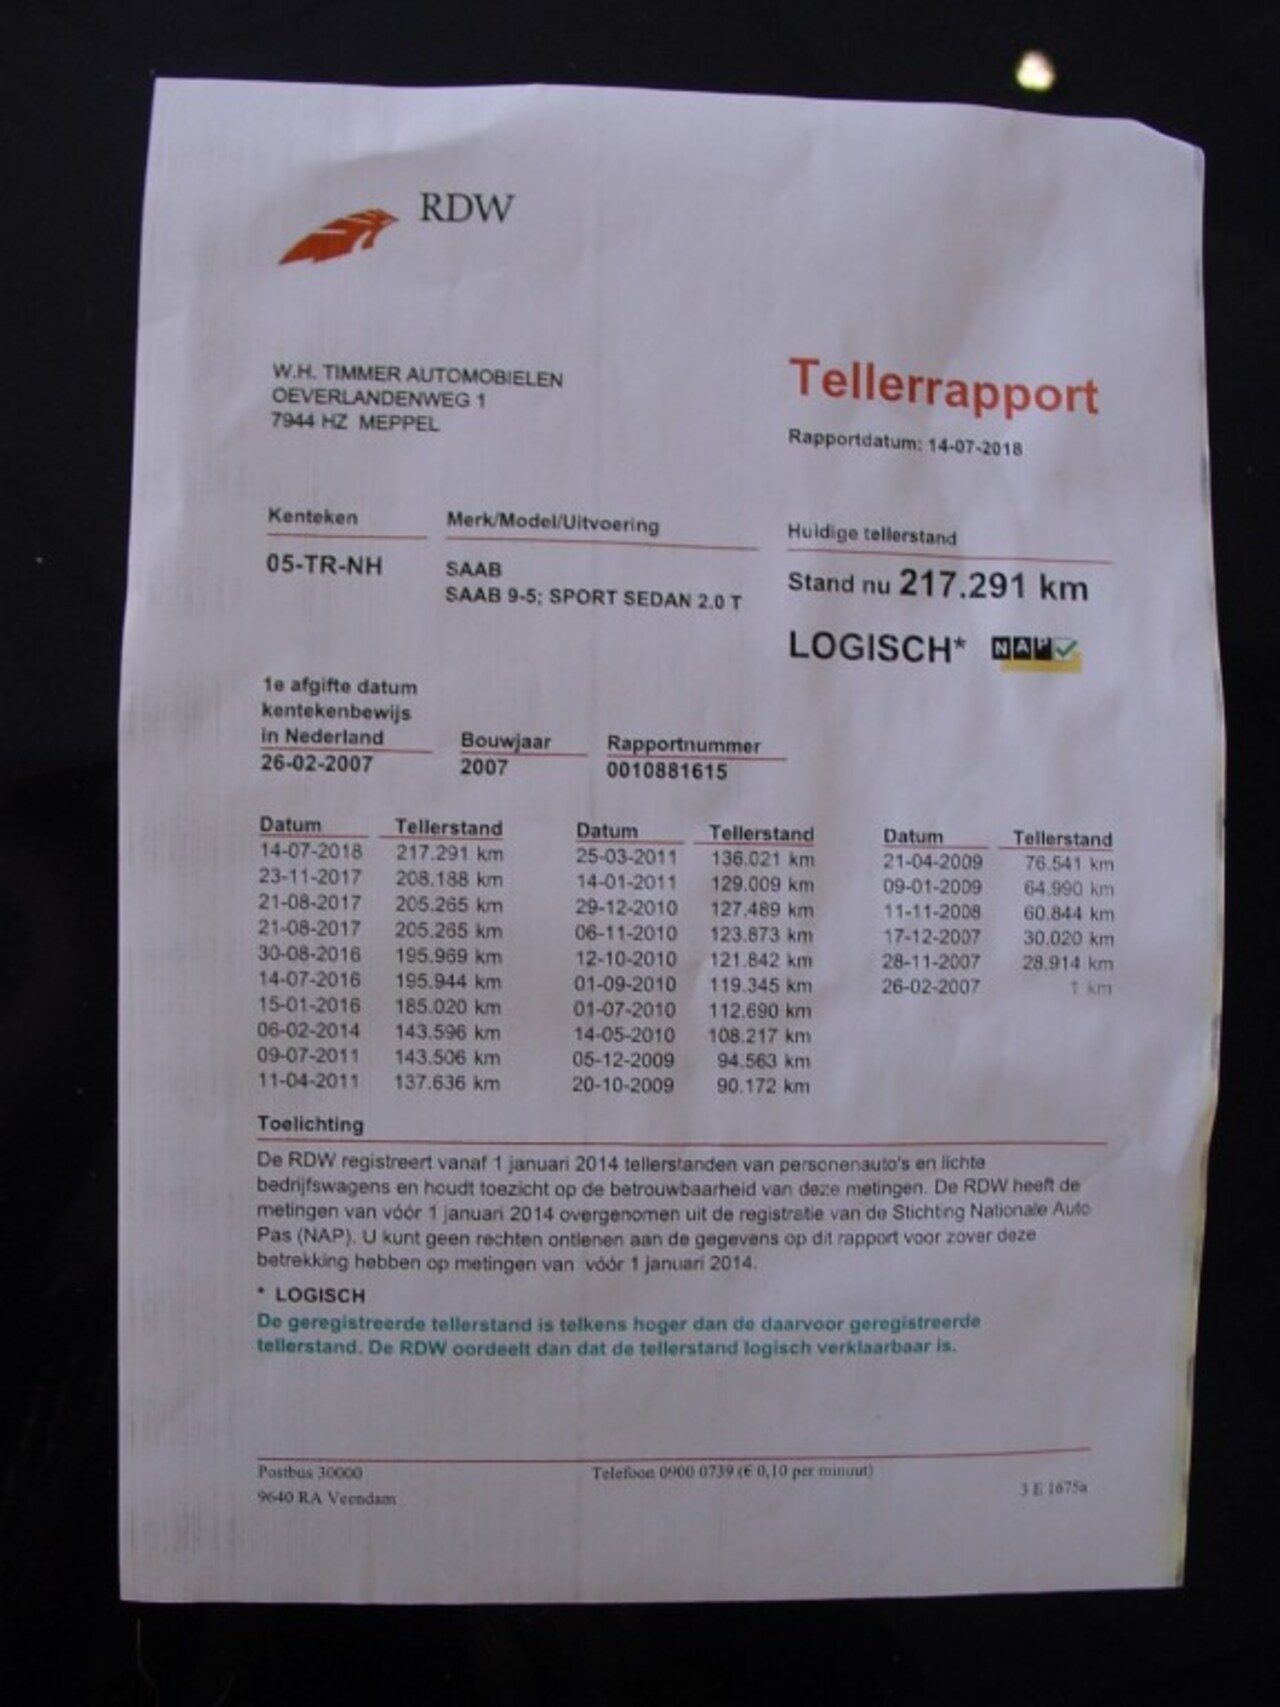 RDW
W.H. TIMMER AUTOMOBIELEN
OEVERLANDENWEG 1
7944 HZ MEPPEL
Tellerrapport
Rapportdatum: 14-07-2018
Kenteken
05-TR-NH
Merk/Model/Uitvoering
SAAB
SAAB 9-5; SPORT SEDAN 2.0 T
Huidige tellerstand
Stand nu 217.291 km
LOGISCH* NAP
1e afgifte datum
kentekenbewijs
in Nederland
26-02-2007
Bouwjaar
2007
Rapportnummer
0010881615
Datum Tellerstand
14-07-2018 217.291 km
23-11-2017 208.188 km
21-08-2017 205.265 km
21-08-2017 205.265 km
30-08-2016 195.969 km
14-07-2016 195.944 km
15-01-2016 185.020 km
06-02-2014 143.596 km
09-07-2011 143.506 km
11-04-2011 137.636 km
Datum Tellerstand
25-03-2011 136.021 km
14-01-2011 129.009 km
29-12-2010 127.489 km
06-11-2010 123.873 km
12-10-2010 121.842 km
01-09-2010 119.345 km
01-07-2010 112.690 km
14-05-2010 108.217 km
05-12-2009 94.563 km
20-10-2009 90.172 km
Datum Tellerstand
21-04-2009 76.541 km
09-01-2009 64.990 km
11-11-2008 60.844 km
17-12-2007 30.020 km
28-11-2007 28.914 km
26-02-2007 1 km
Toelichting
De RDW registreert vanaf 1 januari 2014 tellerstanden van personenauto's en lichte
bedrijfswagens en houdt toezicht op de betrouwbaarheid van deze metingen. De RDW heeft de
metingen van vóór 1 januari 2014 overgenomen uit de registratie van de Stichting Nationale Auto
Pas (NAP). U kunt geen rechten ontlenen aan de gegevens op dit rapport voor zover deze
betrekking hebben op metingen van vóór 1 januari 2014.
* LOGISCH
De geregistreerde tellerstand is telkens hoger dan de daarvoor geregistreerde
tellerstand. De RDW oordeelt dan dat de tellerstand logisch verklaarbaar is.
Postbus 30000
9640 RA Veendam
Telefoon 0900 0739 (€ 0,10 per minuut)
3 E 1675a